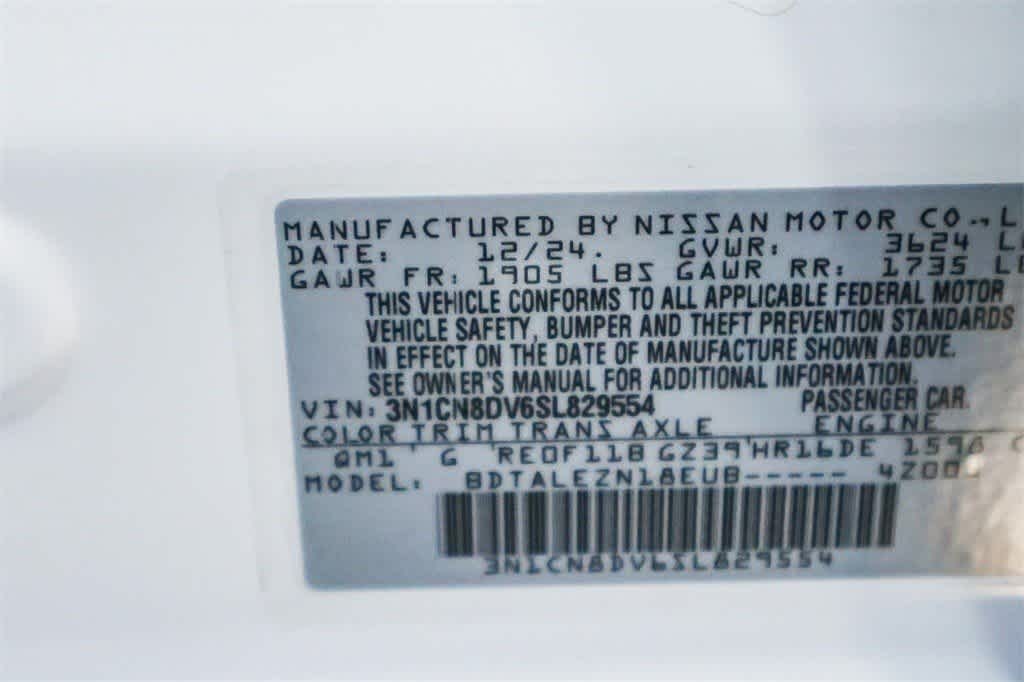 MANUFACTURED BY NISSAN MOTOR CO., L
DATE: 12/24. GVWR: 3624 L
GAWR FR: 1905 LBS GAWR RR: 1735 L
THIS VEHICLE CONFORMS TO ALL APPLICABLE FEDERAL MOTOR
VEHICLE SAFETY, BUMPER AND THEFT PREVENTION STANDARDS
IN EFFECT ON THE DATE OF MANUFACTURE SHOWN ABOVE.
SEE OWNER'S MANUAL FOR ADDITIONAL INFORMATION.
VIN: 3N1CN8DV6SL829554 PASSENGER CAR.
COLOR TRIM TRANS AXLE ENGINE
QM1 G RE0F11B GZ39 HR16DE 1598
MODEL: BDTALEZN18EUB-----
3N1CN8DV6SL829554